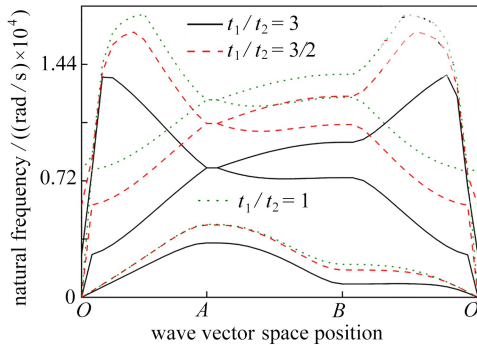 natural frequency / ((rad / s)×10⁴)
1.44
0.72
0
t₁ / t₂ = 3
t₁ / t₂ = 3/2
t₁ / t₂ = 1
O A B O
wave vector space position